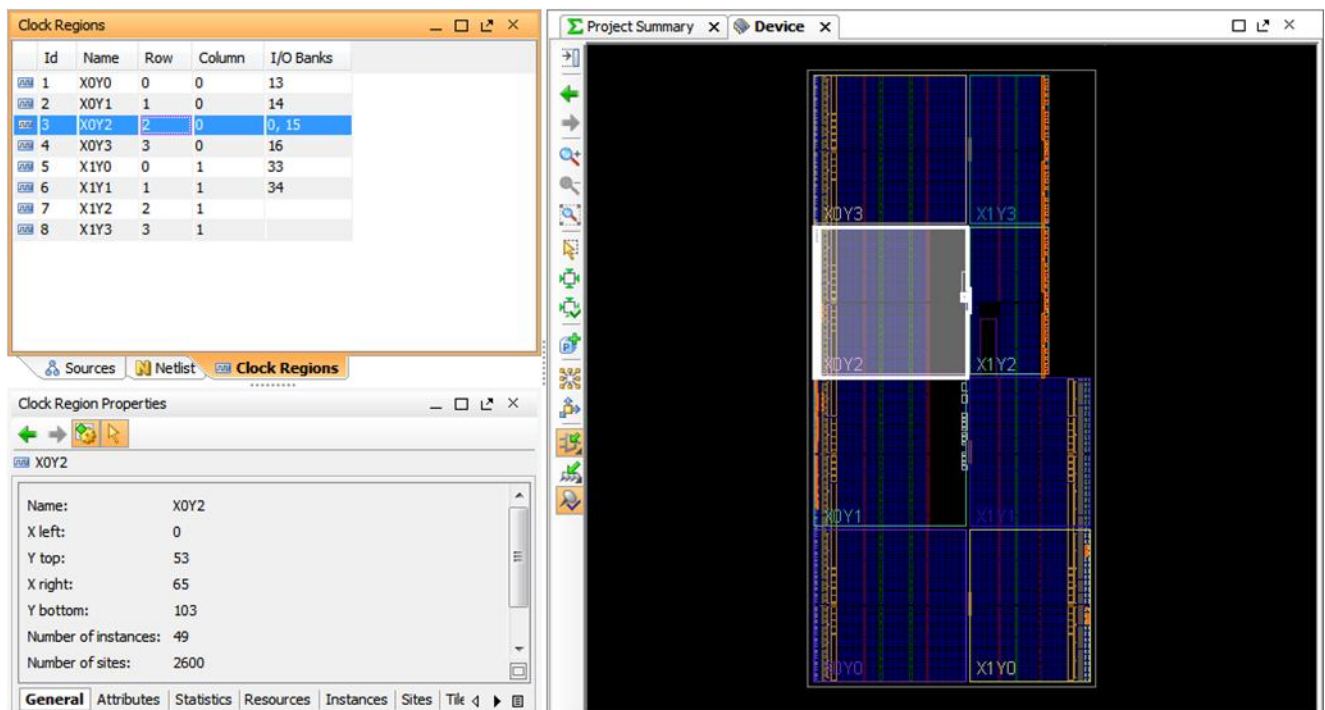 Clock Regions
Id Name Row Column I/O Banks
1 X0Y0 0 0 13
2 X0Y1 1 0 14
3 X0Y2 2 0 0, 15
4 X0Y3 3 0 16
5 X1Y0 0 1 33
6 X1Y1 1 1 34
7 X1Y2 2 1
8 X1Y3 3 1
Sources Netlist Clock Regions
Clock Region Properties
X0Y2
Name: X0Y2
X left: 0
Y top: 53
X right: 65
Y bottom: 103
Number of instances: 49
Number of sites: 2600
General Attributes Statistics Resources Instances Sites Tile
Project Summary Device
X0Y3 X1Y3
X0Y2 X1Y2
X0Y1 X1Y1
X0Y0 X1Y0